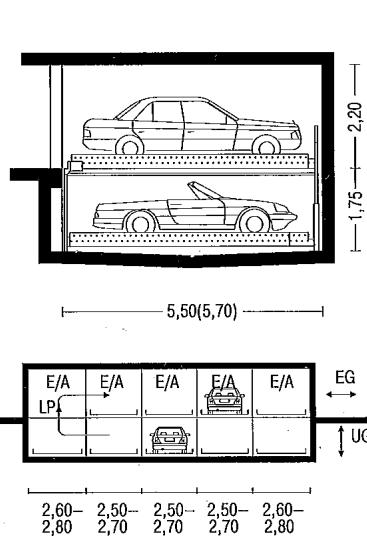 2,20
1,75
5,50(5,70)
E/A E/A E/A E/A E/A
EG
LP
UG
2,60– 2,50– 2,50– 2,50– 2,60–
2,80 2,70 2,70 2,70 2,80